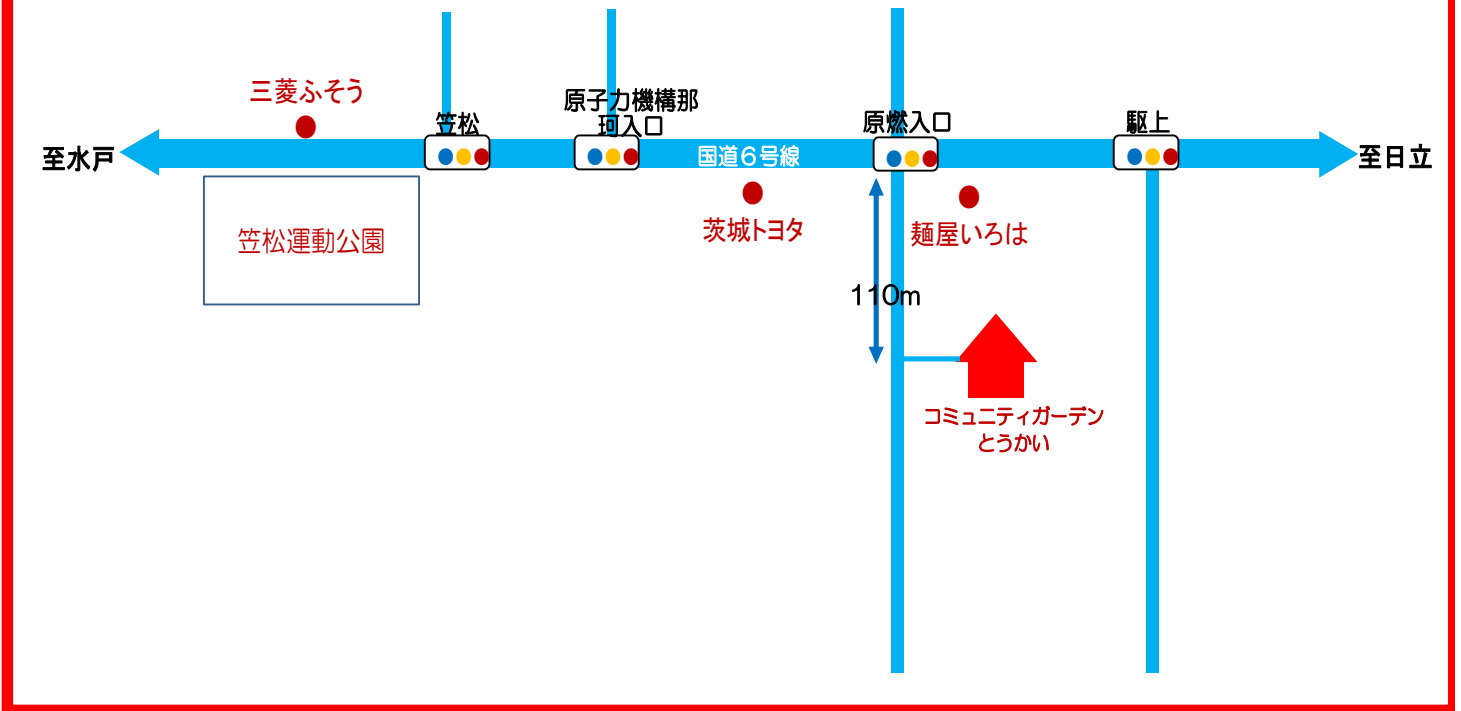 三菱ふそう
原子力機構那
珂入口
笠松
原燃入口
駆上
至水戸
国道６号線
至日立
茨城トヨタ
麺屋いろは
笠松運動公園
110m
コミュニティガーデン
とうかい